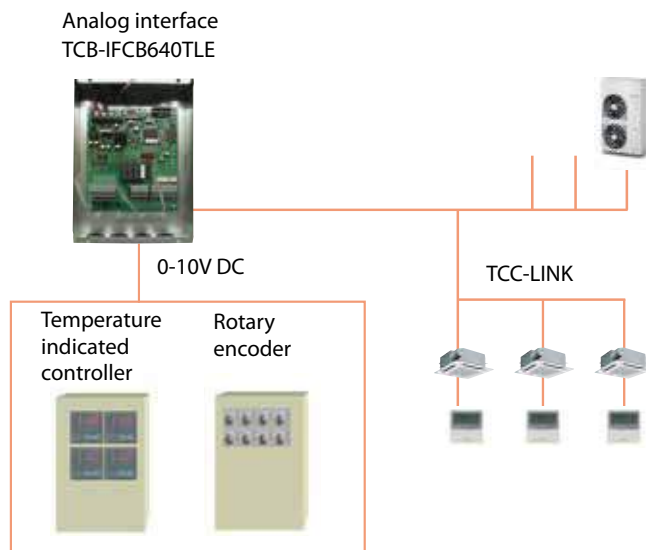 Analog interface
TCB-IFCB640TLE
0-10V DC
TCC-LINK
Temperature
indicated
controller
Rotary
encoder